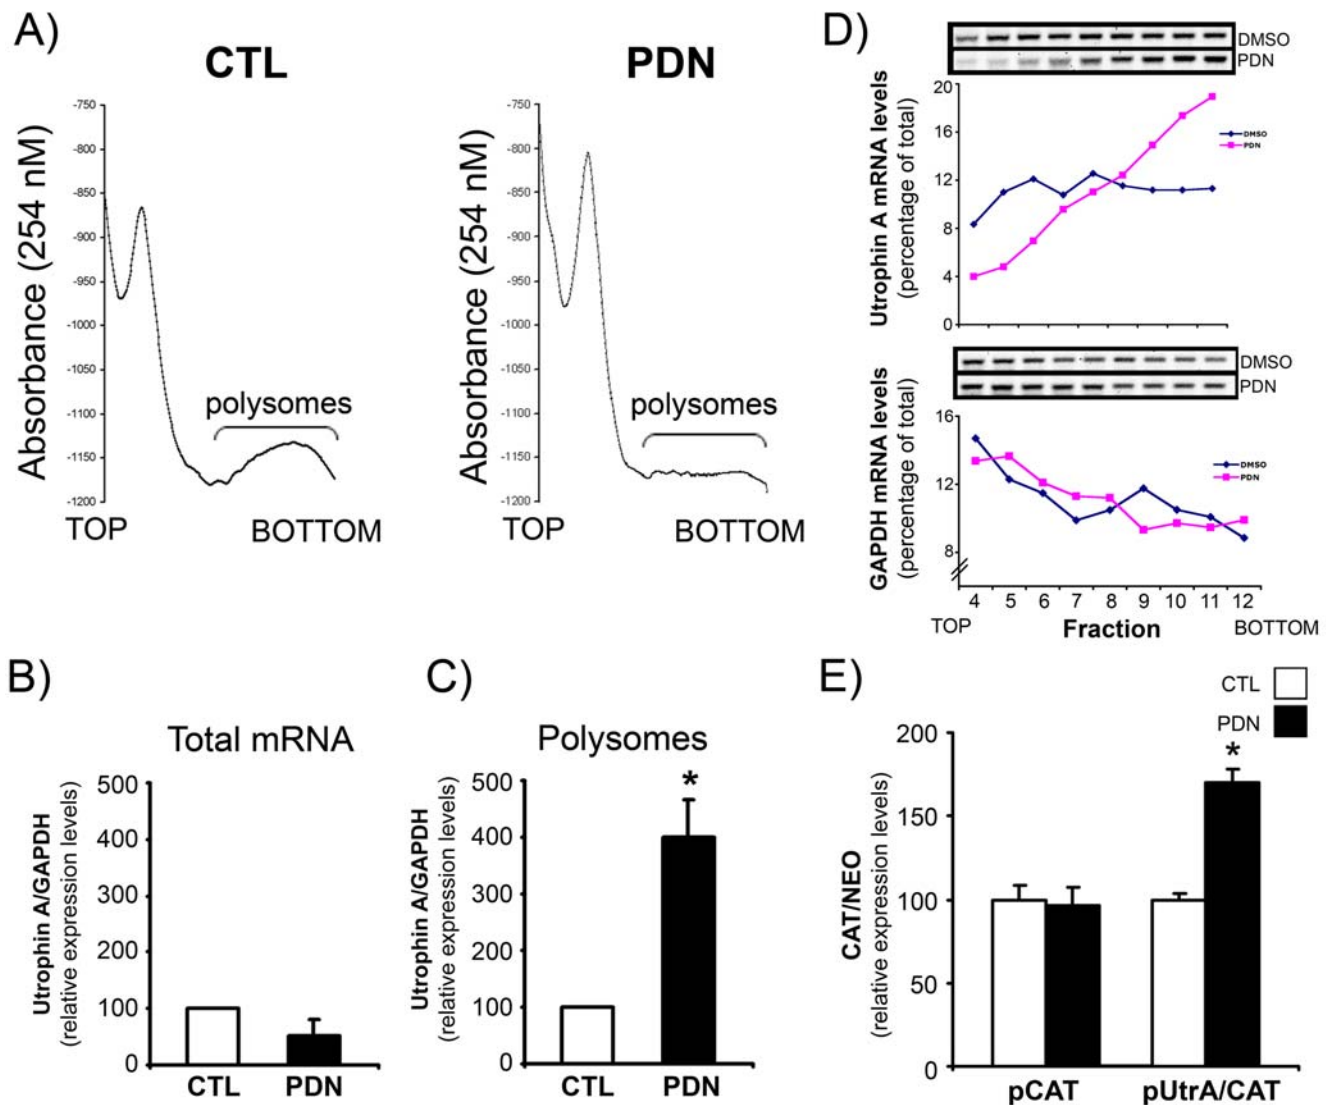 A)
CTL
PDN
Absorbance (254 nM)
-750
-800
-850
-900
-950
-1000
-1050
-1100
-1150
-1200
polysomes
TOP
BOTTOM
Absorbance (254 nM)
-750
-800
-850
-900
-950
-1000
-1050
-1100
-1150
-1200
polysomes
TOP
BOTTOM
D)
DMSO
PDN
Utrophin A mRNA levels
(percentage of total)
20
16
12
8
4
0
DMSO
PDN
DMSO
PDN
GAPDH mRNA levels
(percentage of total)
16
12
8
DMSO
PDN
4 5 6 7 8 9 10 11 12
TOP
Fraction
BOTTOM
B)
Total mRNA
Utrophin A/GAPDH
(relative expression levels)
500
400
300
200
100
0
CTL PDN
C)
Polysomes
Utrophin A/GAPDH
(relative expression levels)
500
400
300
200
100
0
*
CTL PDN
E)
CTL
PDN
CAT/NEO
(relative expression levels)
200
150
100
50
0
*
pCAT pUtrA/CAT